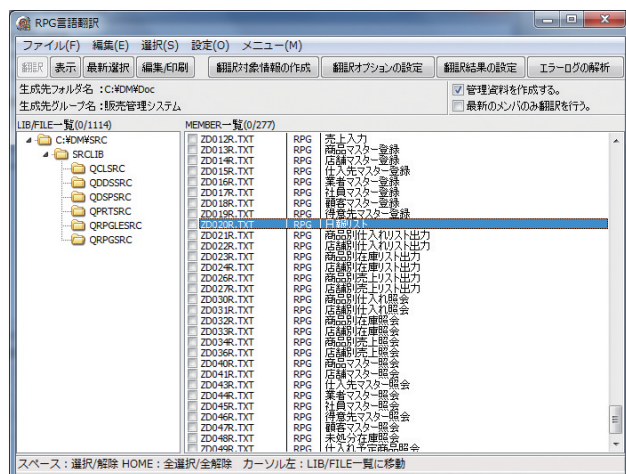 RPG言語翻訳
ファイル(F) 編集(E) 選択(S) 設定(O) メニュー(M)
翻訳 表示 最新選択 編集/印刷 翻訳対象情報の作成 翻訳オプションの設定 翻訳結果の設定 エラーログの解析
生成先フォルダ名 :C:¥DM¥Doc
管理資料を作成する。
生成先グループ名 :販売管理システム
最新のメンバのみ翻訳を行う。
LIB/FILE一覧(0/1114)
C:¥DM¥SRC
SRCLIB
QCLSRC
QDDSSRC
QDSPSRC
QPRTSRC
QRPGLESRC
QRPGSRC
MEMBER一覧(0/277)
ZD012R.TXT RPG 売上入力
ZD013R.TXT RPG 商品マスター登録
ZD014R.TXT RPG 店舗マスター登録
ZD015R.TXT RPG 仕入先マスター登録
ZD016R.TXT RPG 業者マスター登録
ZD017R.TXT RPG 社員マスター登録
ZD018R.TXT RPG 顧客マスター登録
ZD019R.TXT RPG 得意先マスター登録
ZD020R.TXT RPG 日報リスト
ZD021R.TXT RPG 商品別仕入れリスト出力
ZD022R.TXT RPG 店舗別仕入れリスト出力
ZD023R.TXT RPG 商品別在庫リスト出力
ZD024R.TXT RPG 店舗別在庫リスト出力
ZD026R.TXT RPG 商品別売上リスト出力
ZD027R.TXT RPG 店舗別売上リスト出力
ZD030R.TXT RPG 商品別仕入れ照会
ZD031R.TXT RPG 店舗別仕入れ照会
ZD032R.TXT RPG 商品別在庫照会
ZD033R.TXT RPG 店舗別在庫照会
ZD034R.TXT RPG 商品別売上照会
ZD036R.TXT RPG 店舗別売上照会
ZD040R.TXT RPG 商品マスター照会
ZD041R.TXT RPG 店舗マスター照会
ZD043R.TXT RPG 仕入先マスター照会
ZD044R.TXT RPG 業者マスター照会
ZD045R.TXT RPG 社員マスター照会
ZD046R.TXT RPG 得意先マスター照会
ZD047R.TXT RPG 顧客マスター照会
ZD048R.TXT RPG 未処分在庫照会
ZD049R.TXT RPG 仕入れ予定商品照会
スペース:選択/解除 HOME:全選択/全解除 カーソル左:LIB/FILE一覧に移動